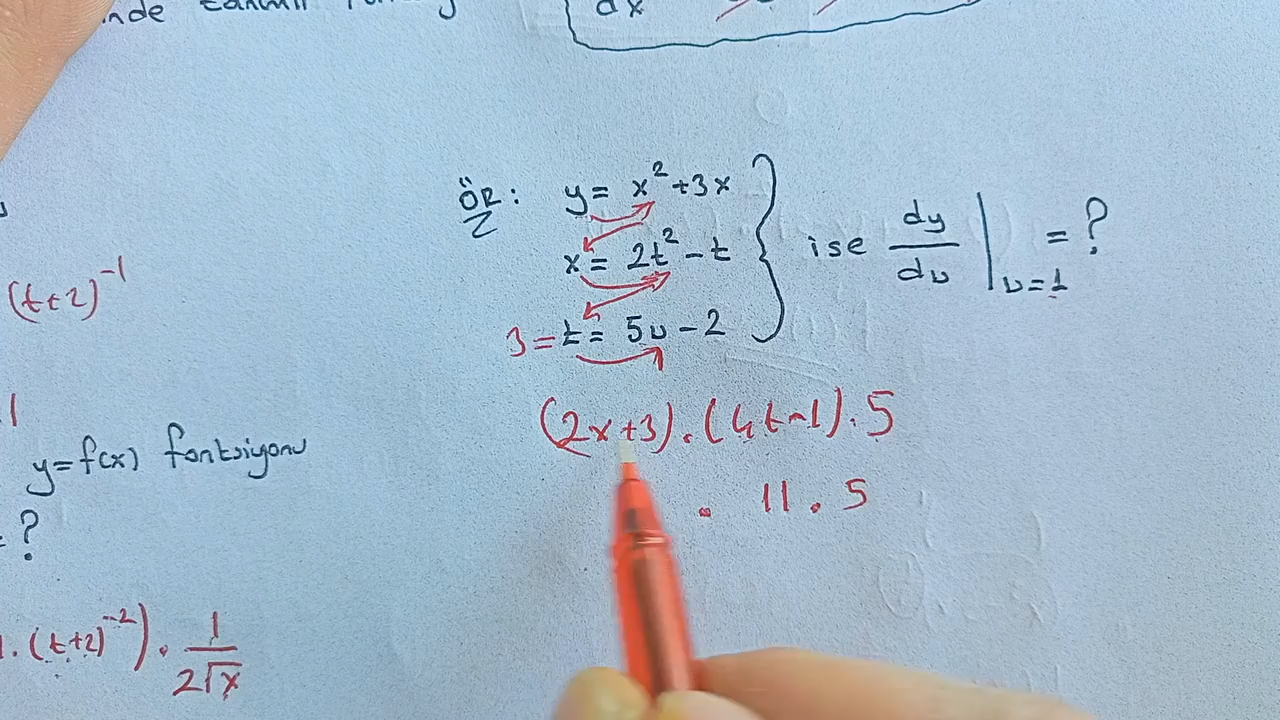 dx
(t+2)^-1
y=f(x) fonksiyonu
= ?
. (t+2)^-2) . 1/(2√x)
ÖR: y = x² + 3x
x = 2t² - t
3 = t = 5u - 2
ise dy/du | u=1 = ?
(2x+3) . (4t-1) . 5
. 11 . 5